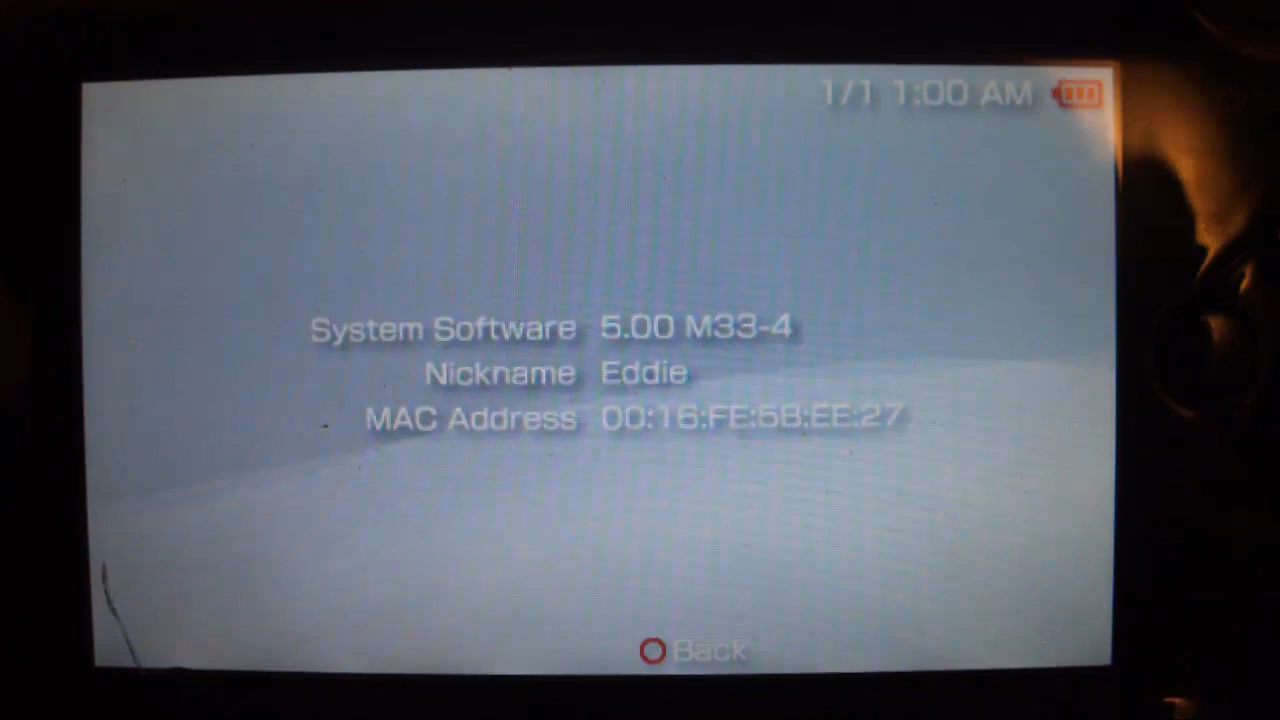 1/1 1:00 AM
System Software 5.00 M33-4
Nickname Eddie
MAC Address 00:16:FE:5B:EE:27
Back